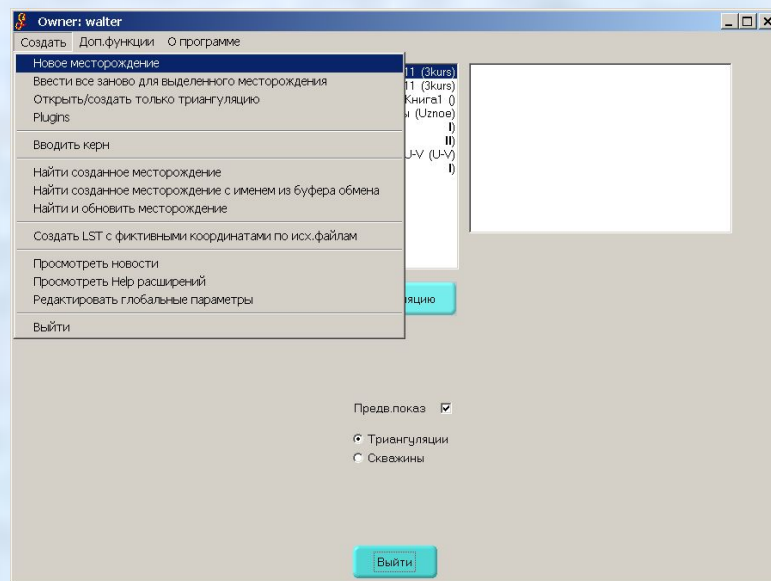 Owner: walter
Создать Доп.функции О программе
Новое месторождение
Ввести все заново для выделенного месторождения
Открыть/создать только триангуляцию
Plugins
Вводить керн
Найти созданное месторождение
Найти созданное месторождение с именем из буфера обмена
Найти и обновить месторождение
Создать LST с фиктивными координатами по исх.файлам
Просмотреть новости
Просмотреть Help расширений
Редактировать глобальные параметры
Выйти
11 (3kurs)
11 (3kurs)
Книга1 ()
ы (Uznoe)
I)
II)
U-V (U-V)
I)
яцию
Предв.показ
Триангуляции
Скважины
Выйти